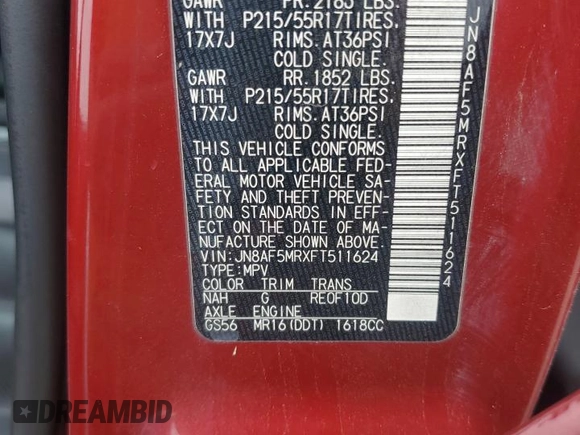 GAWR FR. 2183 LBS.
WITH P215/55R17TIRES,
17X7J RIMS, AT36PSI
COLD SINGLE.
GAWR RR. 1852 LBS.
WITH P215/55R17TIRES,
17X7J RIMS, AT36PSI
COLD SINGLE.
THIS VEHICLE CONFORMS
TO ALL APPLICABLE FED-
ERAL MOTOR VEHICLE SA-
FETY AND THEFT PREVEN-
TION STANDARDS IN EFF-
ECT ON THE DATE OF MA-
NUFACTURE SHOWN ABOVE.
VIN:JN8AF5MRXFT511624
TYPE:MPV
COLOR TRIM TRANS
NAH G RE0F10D
AXLE ENGINE
GS56 MR16(DDT) 1618CC
JN8AF5MRXFT511624
DREAMBID